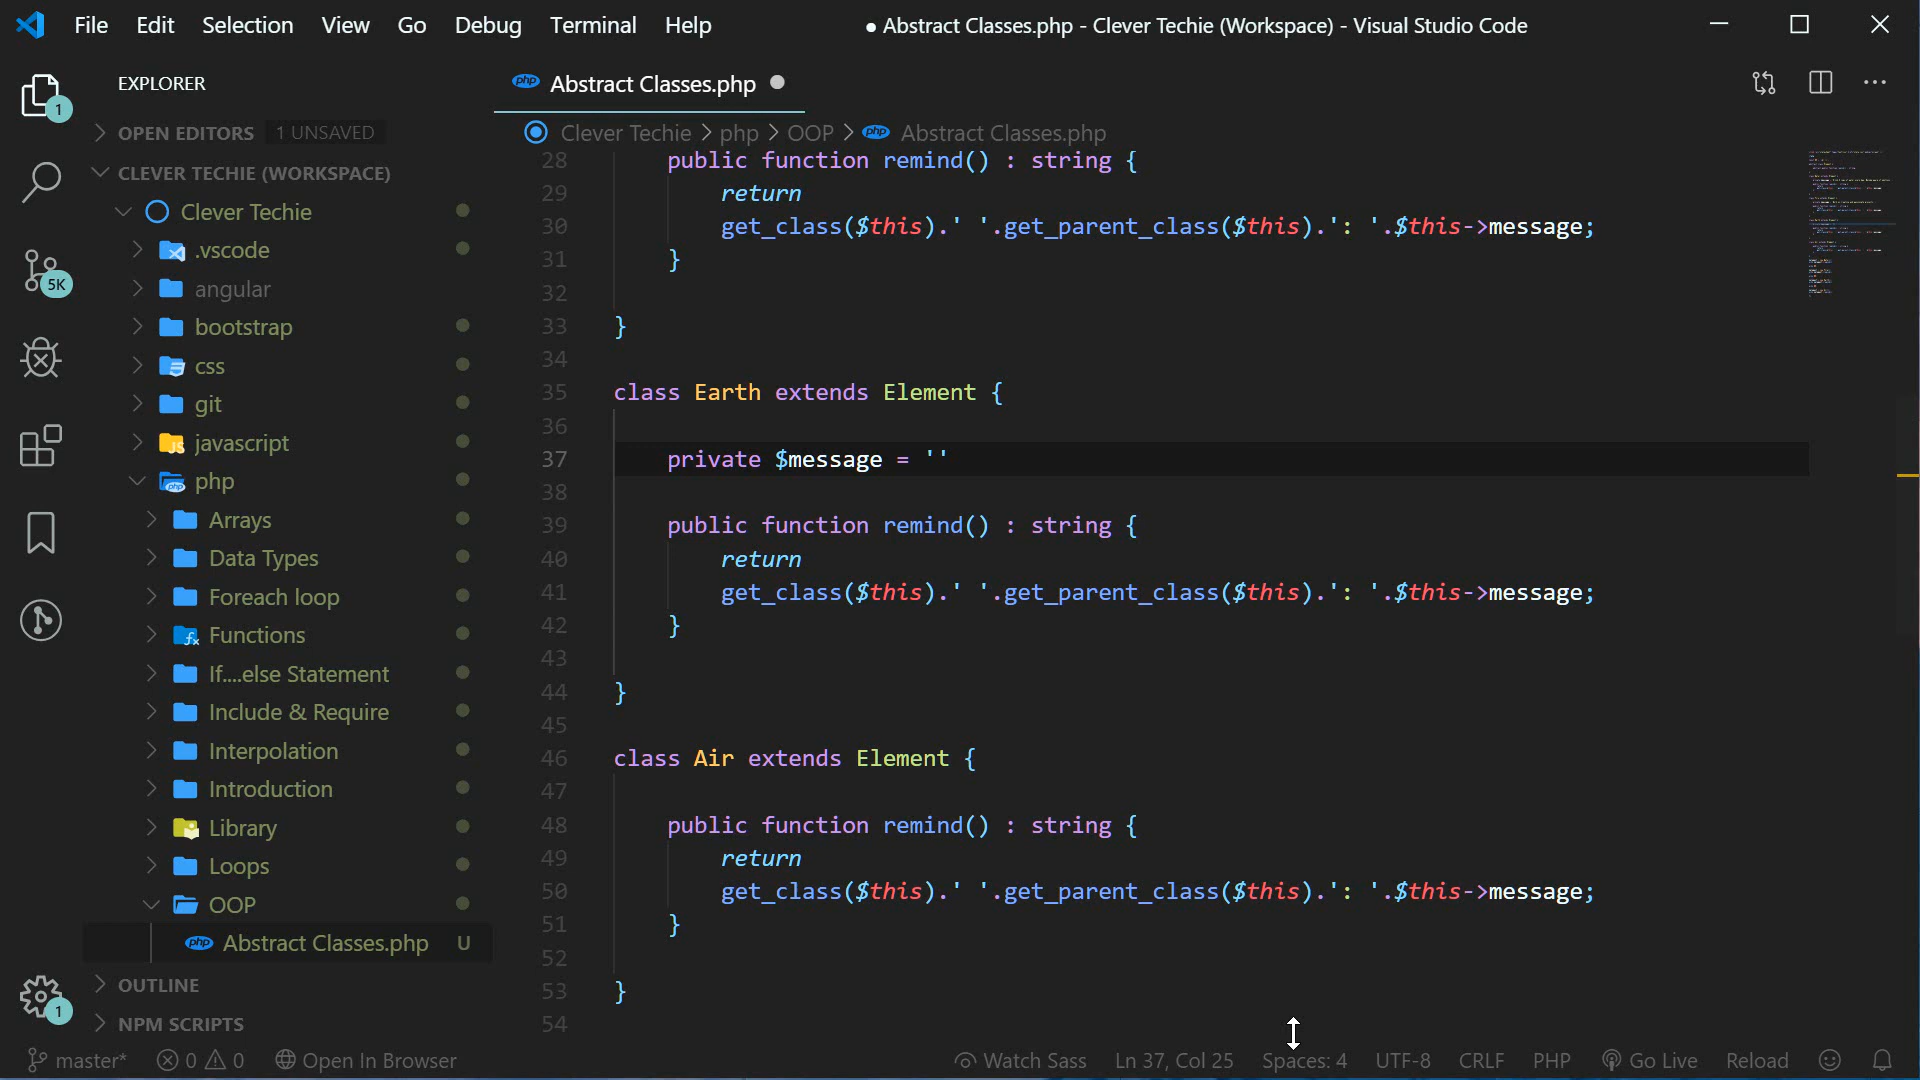 File Edit Selection View Go Debug Terminal Help
● Abstract Classes.php - Clever Techie (Workspace) - Visual Studio Code
EXPLORER
OPEN EDITORS 1 UNSAVED
CLEVER TECHIE (WORKSPACE)
Clever Techie
.vscode
angular
bootstrap
css
git
javascript
php
Arrays
Data Types
Foreach loop
Functions
If....else Statement
Include & Require
Interpolation
Introduction
Library
Loops
OOP
Abstract Classes.php U
OUTLINE
NPM SCRIPTS
1
5K
1
php Abstract Classes.php
Clever Techie > php > OOP > php Abstract Classes.php
28 public function remind() : string {
29 return
30 get_class($this).' '.get_parent_class($this).': '.$this->message;
31 }
32
33 }
34
35 class Earth extends Element {
36
37 private $message = ''
38
39 public function remind() : string {
40 return
41 get_class($this).' '.get_parent_class($this).': '.$this->message;
42 }
43
44 }
45
46 class Air extends Element {
47
48 public function remind() : string {
49 return
50 get_class($this).' '.get_parent_class($this).': '.$this->message;
51 }
52
53 }
54
master* 0 0 Open In Browser Watch Sass Ln 37, Col 25 Spaces: 4 UTF-8 CRLF PHP Go Live Reload